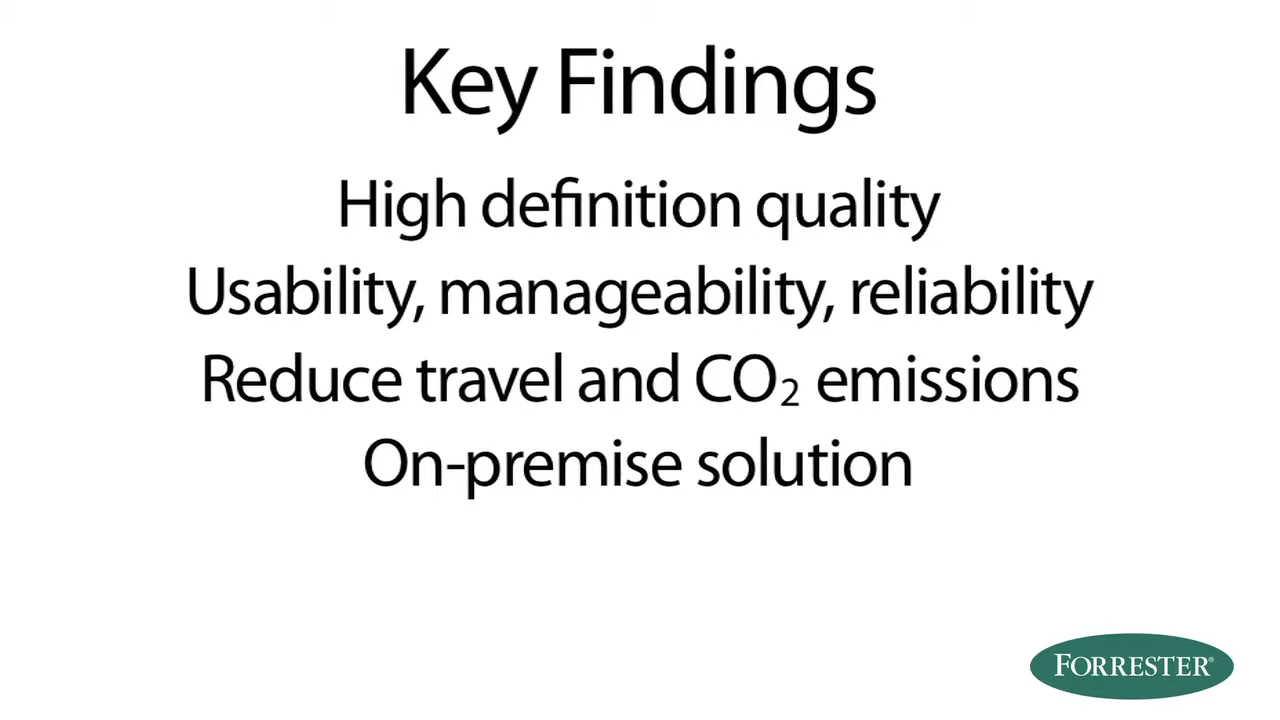 Key Findings
High definition quality
Usability, manageability, reliability
Reduce travel and CO₂ emissions
On-premise solution
FORRESTER®